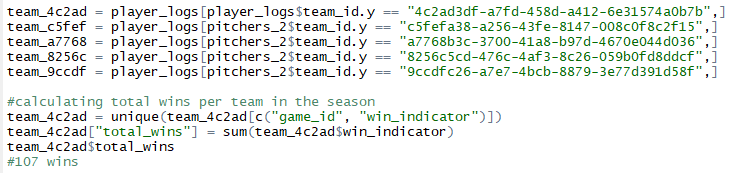 team_4c2ad = player_logs[player_logs$team_id.y == "4c2ad3df-a7fd-458d-a412-6e31574a0b7b",]
team_c5fef = player_logs[pitchers_2$team_id.y == "c5fefa38-a256-43fe-8147-008c0f8c2f15",]
team_a7768 = player_logs[pitchers_2$team_id.y == "a7768b3c-3700-41a8-b97d-4670e044d036",]
team_8256c = player_logs[pitchers_2$team_id.y == "8256c5cd-476c-4af3-8c26-059b0fd8ddcf",]
team_9ccdf = player_logs[pitchers_2$team_id.y == "9ccdfc26-a7e7-4bcb-8879-3e77d391d58f",]
#calculating total wins per team in the season
team_4c2ad = unique(team_4c2ad[c("game_id", "win_indicator")])
team_4c2ad["total_wins"] = sum(team_4c2ad$win_indicator)
team_4c2ad$total_wins
#107 wins